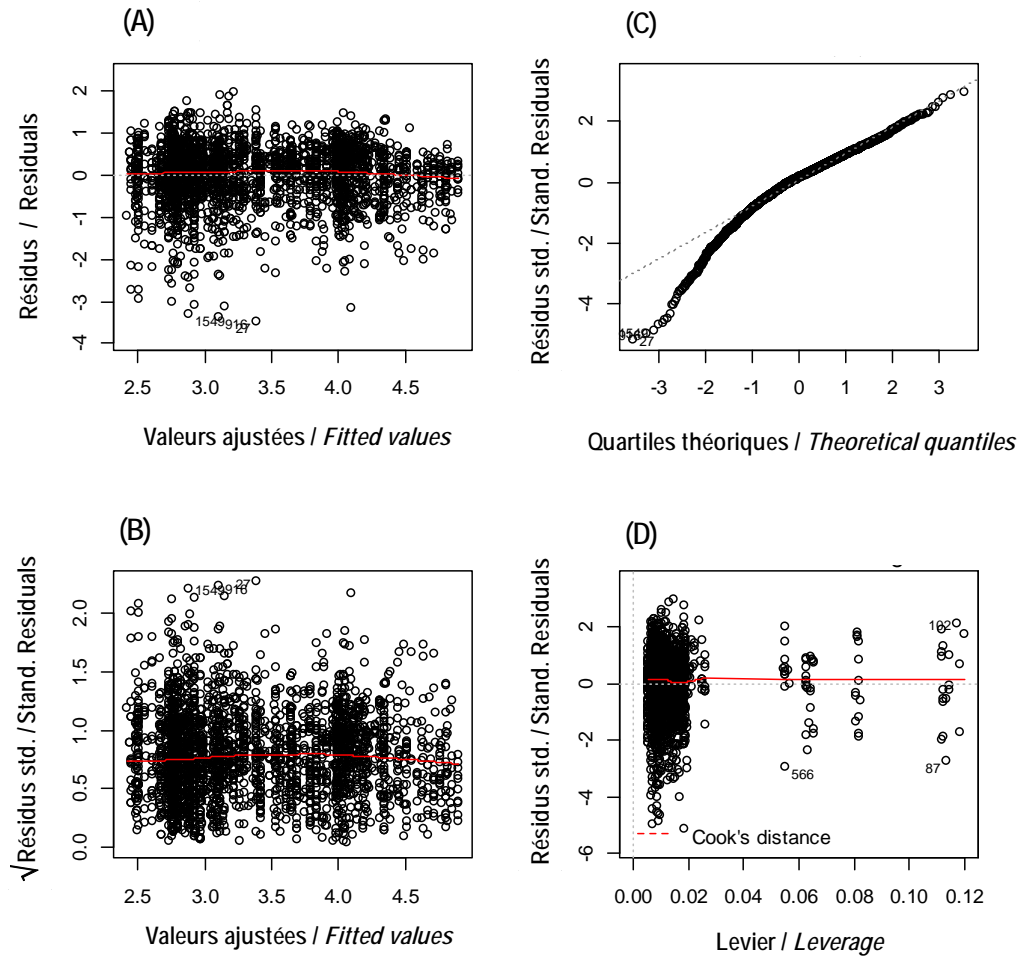 (A)
Résidus / Residuals
2
1
0
-1
-2
-3
-4
1549 916
27
2.5 3.0 3.5 4.0 4.5
Valeurs ajustées / Fitted values
(C)
Résidus std. / Stand. Residuals
2
0
-2
-4
1549
27
-3 -2 -1 0 1 2 3
Quartiles théoriques / Theoretical quantiles
(B)
√Résidus std. / Stand. Residuals
2.0
1.5
1.0
0.5
0.0
1549 916
27
2.5 3.0 3.5 4.0 4.5
Valeurs ajustées / Fitted values
(D)
Résidus std. / Stand. Residuals
2
0
-2
-4
-6
102
566
87
Cook's distance
0.00 0.02 0.04 0.06 0.08 0.10 0.12
Levier / Leverage